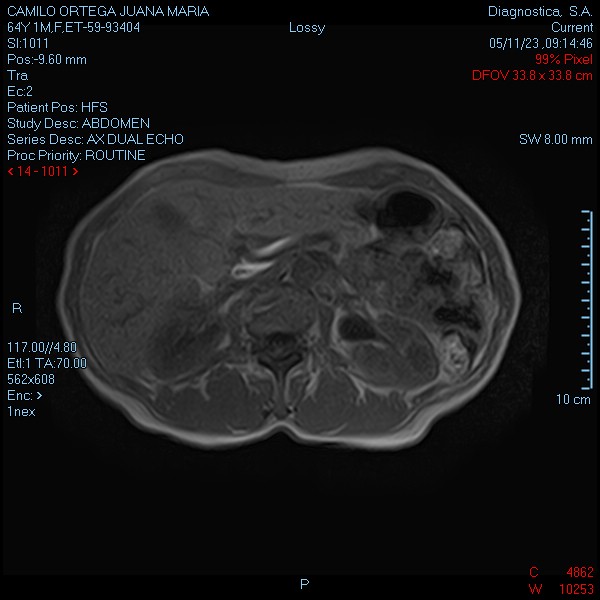 CAMILO ORTEGA JUANA MARIA
64Y 1M,F,ET-59-93404
SI:1011
Pos:-9.60 mm
Tra
Ec:2
Patient Pos: HFS
Study Desc: ABDOMEN
Series Desc: AX DUAL ECHO
Proc Priority: ROUTINE
< 14 - 1011 >
Lossy
Diagnostica, S.A.
Current
05/11/23 ,09:14:46
99% Pixel
DFOV 33.8 x 33.8 cm
SW 8.00 mm
R
117.00//4.80
Etl:1 TA:70.00
562x608
Enc: >
1nex
10 cm
P
C 4862
W 10253